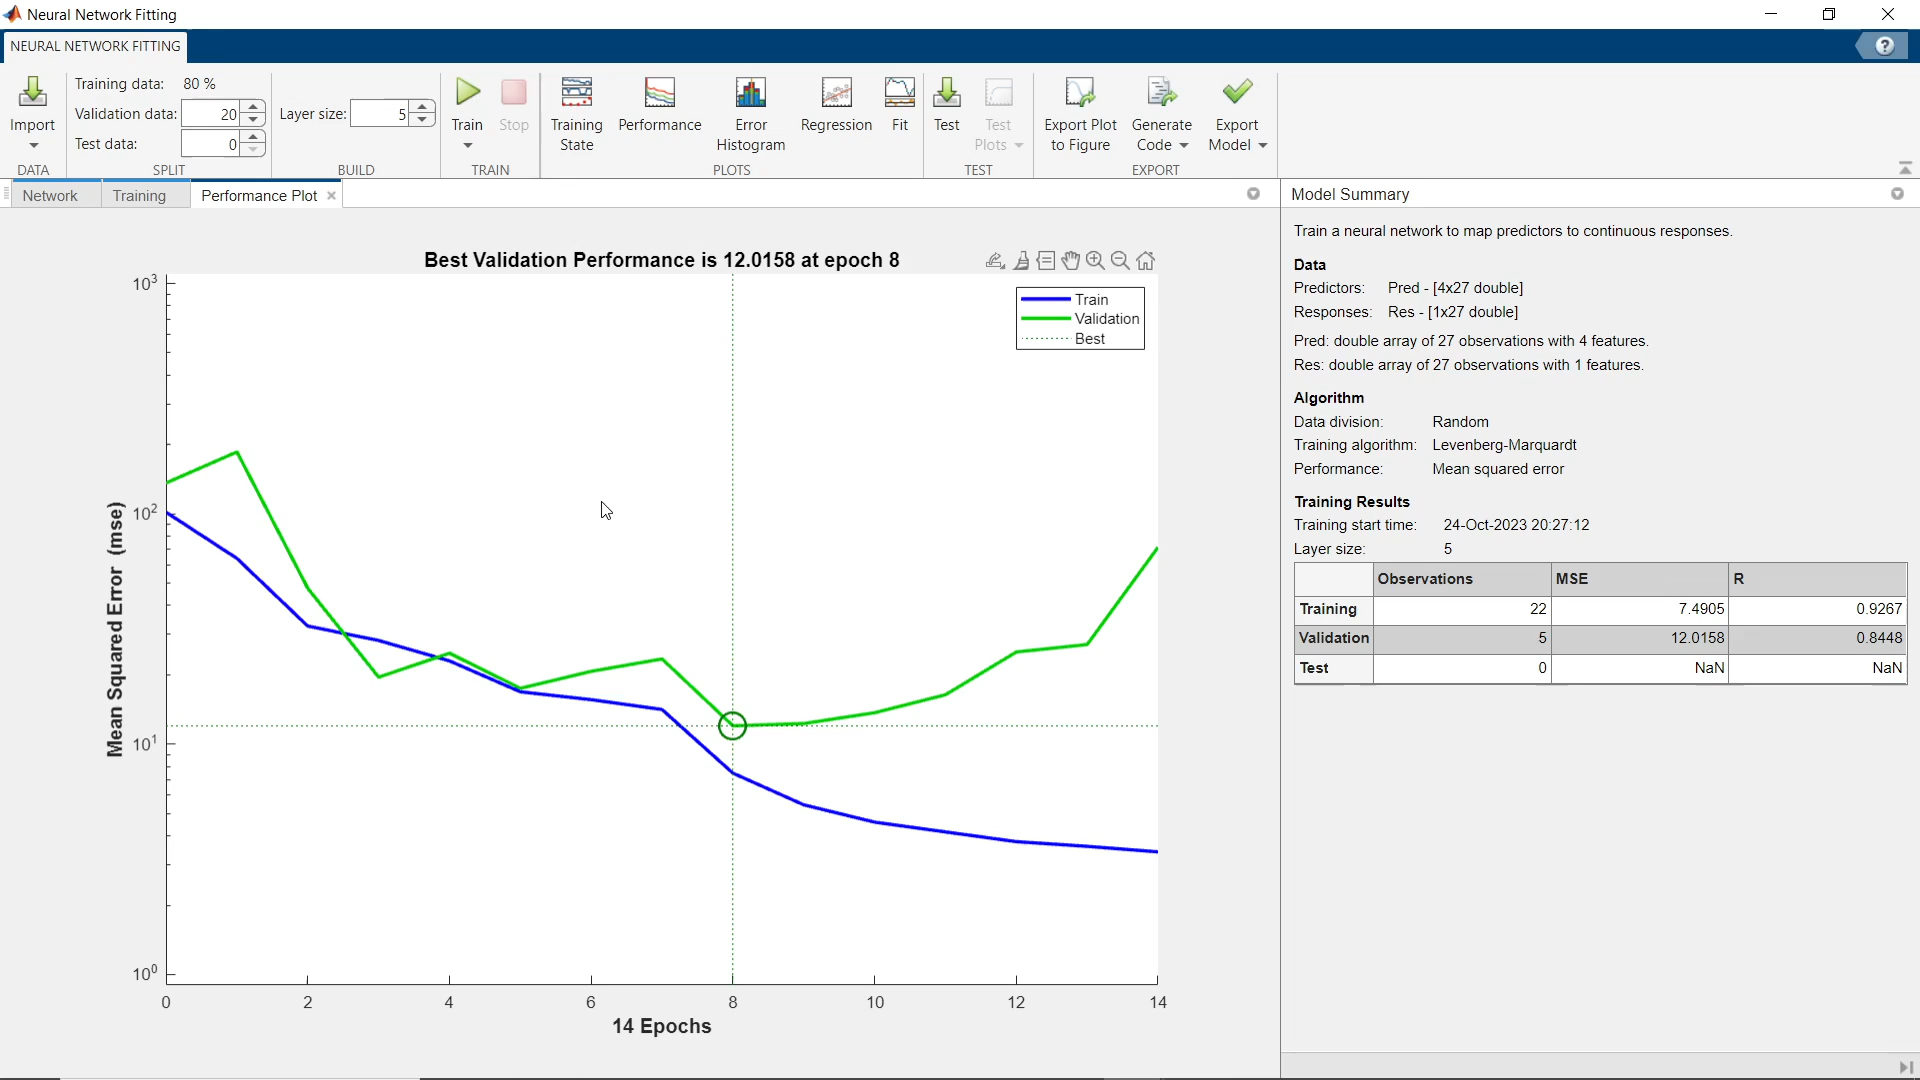 Neural Network Fitting
NEURAL NETWORK FITTING
?
Import
DATA
Training data: 80 %
Validation data: 20
Test data: 0
SPLIT
Layer size: 5
BUILD
Train
Stop
TRAIN
Training State
Performance
Error Histogram
Regression
Fit
PLOTS
Test
Test Plots
TEST
Export Plot to Figure
Generate Code
Export Model
EXPORT
Network
Training
Performance Plot
Best Validation Performance is 12.0158 at epoch 8
Train
Validation
Best
Mean Squared Error (mse)
10³
10²
10¹
10⁰
0 2 4 6 8 10 12 14
14 Epochs
Model Summary
Train a neural network to map predictors to continuous responses.
Data
Predictors: Pred - [4x27 double]
Responses: Res - [1x27 double]
Pred: double array of 27 observations with 4 features.
Res: double array of 27 observations with 1 features.
Algorithm
Data division: Random
Training algorithm: Levenberg-Marquardt
Performance: Mean squared error
Training Results
Training start time: 24-Oct-2023 20:27:12
Layer size: 5
Observations MSE R
Training 22 7.4905 0.9267
Validation 5 12.0158 0.8448
Test 0 NaN NaN